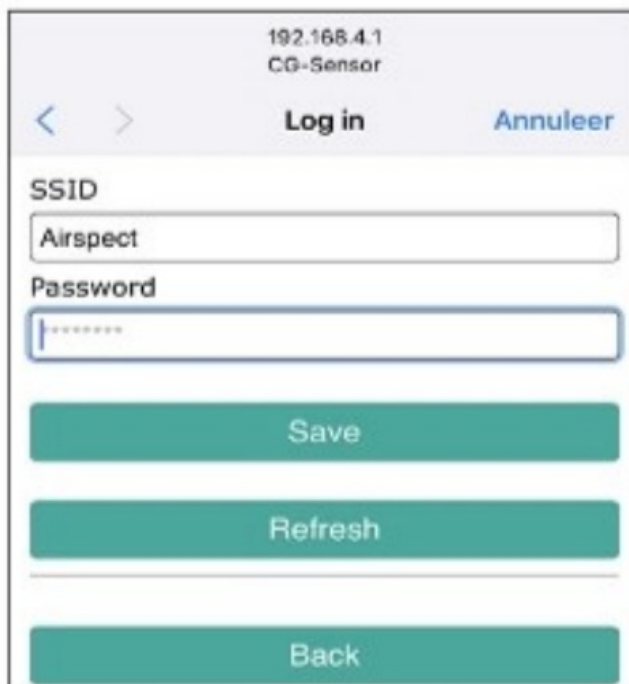 192.168.4.1
CG-Sensor
Log in Annuleer
SSID
Airspect
Password
********
Save
Refresh
Back